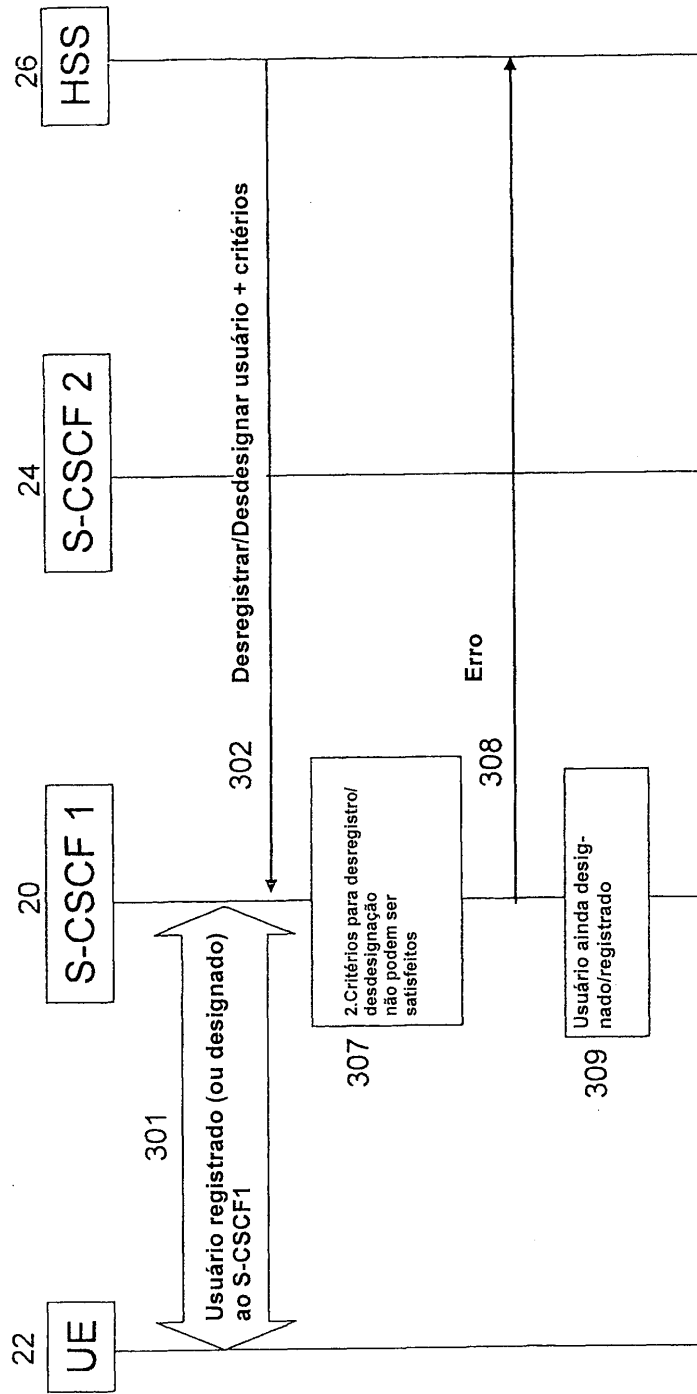 22
UE
20
S-CSCF 1
24
S-CSCF 2
26
HSS
301
Usuário registrado (ou designado)
ao S-CSCF1
302
Desregistrar/Desdesignar usuário + critérios
307
2.Critérios para desregistro/
desdesignação
não podem ser
satisfeitos
308
Erro
309
Usuário ainda desig-
nado/registrado